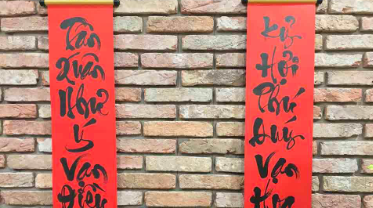 Tân
Xuân
Như
Ý
Vạn
Điều
Kỷ
Hợi
Phú
Quý
Vạn